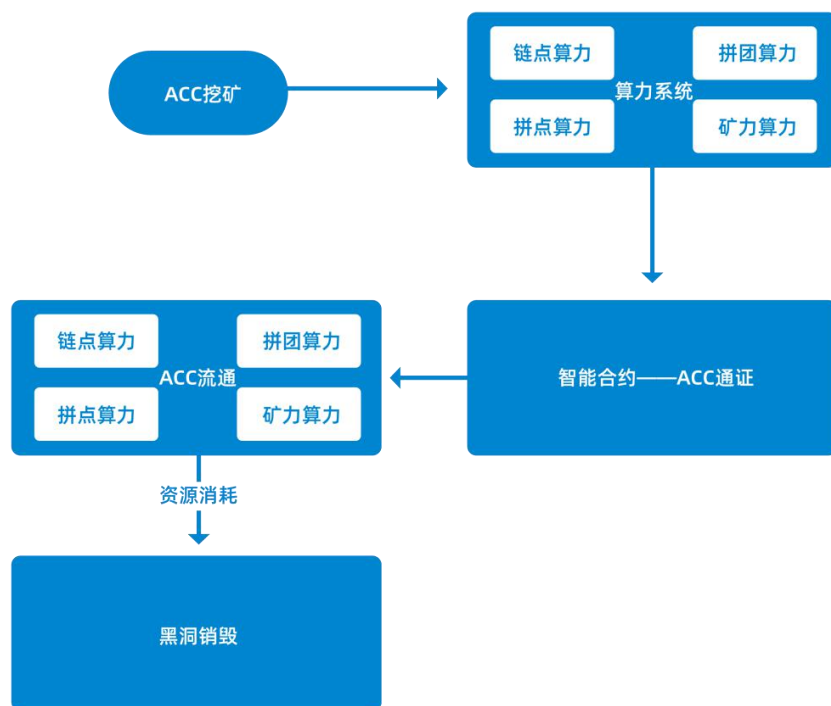 ACC挖矿
链点算力
拼团算力
算力系统
拼点算力
矿力算力
链点算力
拼团算力
ACC流通
拼点算力
矿力算力
智能合约——ACC通证
资源消耗
黑洞销毁